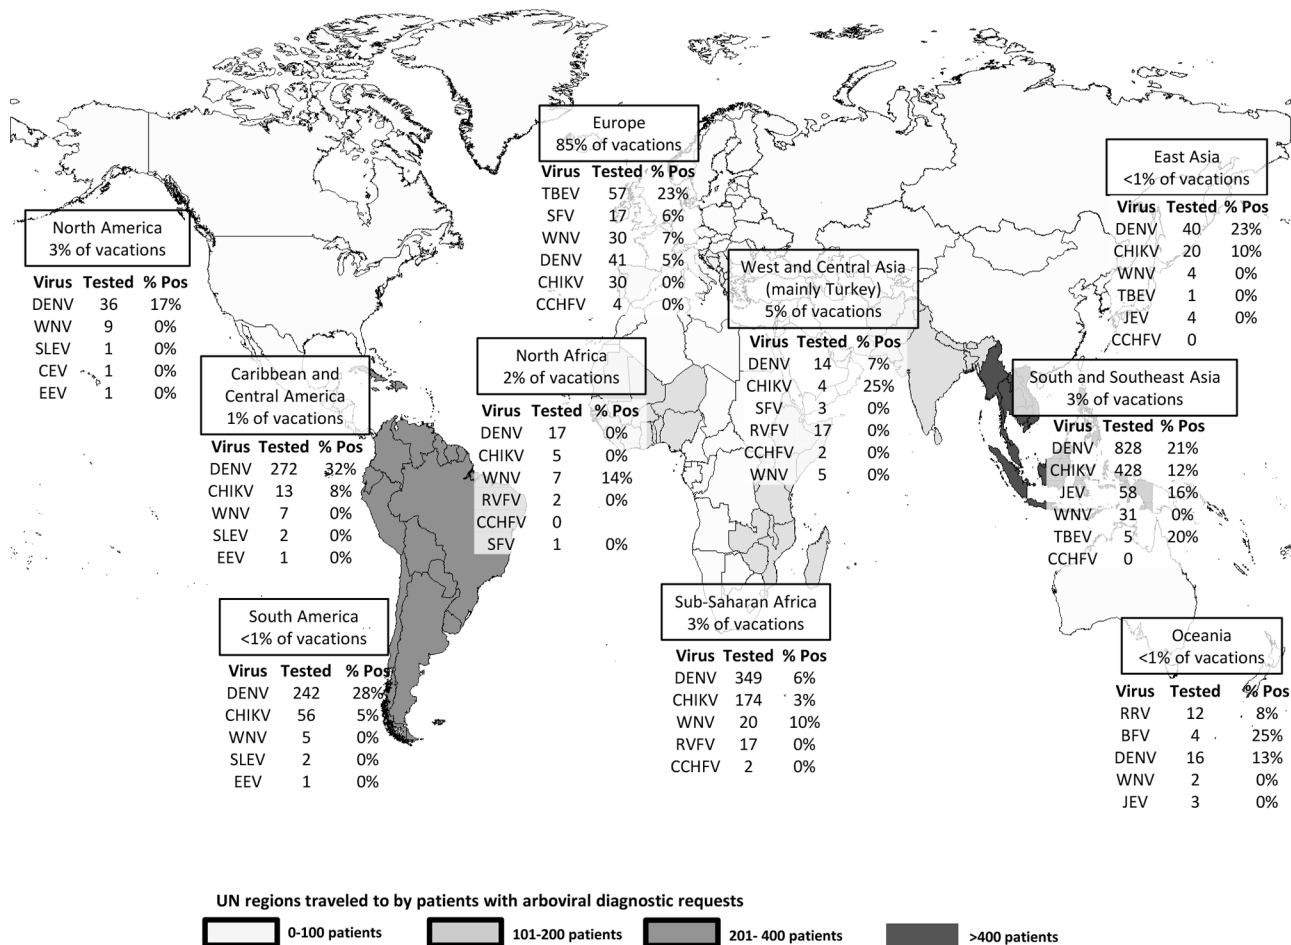 Europe
85% of vacations
Virus Tested % Pos
TBEV 57 23%
SFV 17 6%
WNV 30 7%
DENV 41 5%
CHIKV 30 0%
CCHFV 4 0%
East Asia
<1% of vacations
Virus Tested % Pos
DENV 40 23%
CHIKV 20 10%
WNV 4 0%
TBEV 1 0%
JEV 4 0%
CCHFV 0
North America
3% of vacations
Virus Tested % Pos
DENV 36 17%
WNV 9 0%
SLEV 1 0%
CEV 1 0%
EEV 1 0%
West and Central Asia
(mainly Turkey)
5% of vacations
Virus Tested % Pos
DENV 14 7%
CHIKV 4 25%
SFV 3 0%
RVFV 17 0%
CCHFV 2 0%
WNV 5 0%
North Africa
2% of vacations
Virus Tested % Pos
DENV 17 0%
CHIKV 5 0%
WNV 7 14%
RVFV 2 0%
CCHFV 0
SFV 1 0%
Caribbean and
Central America
1% of vacations
Virus Tested % Pos
DENV 272 32%
CHIKV 13 8%
WNV 7 0%
SLEV 2 0%
EEV 1 0%
South and Southeast Asia
3% of vacations
Virus Tested % Pos
DENV 828 21%
CHIKV 428 12%
JEV 58 16%
WNV 31 0%
TBEV 5 20%
CCHFV 0
South America
<1% of vacations
Virus Tested % Pos
DENV 242 28%
CHIKV 56 5%
WNV 5 0%
SLEV 2 0%
EEV 1 0%
Sub-Saharan Africa
3% of vacations
Virus Tested % Pos
DENV 349 6%
CHIKV 174 3%
WNV 20 10%
RVFV 17 0%
CCHFV 2 0%
Oceania
<1% of vacations
Virus Tested % Pos
RRV 12 8%
BFV 4 25%
DENV 16 13%
WNV 2 0%
JEV 3 0%
UN regions traveled to by patients with arboviral diagnostic requests
0-100 patients
101-200 patients
201- 400 patients
>400 patients